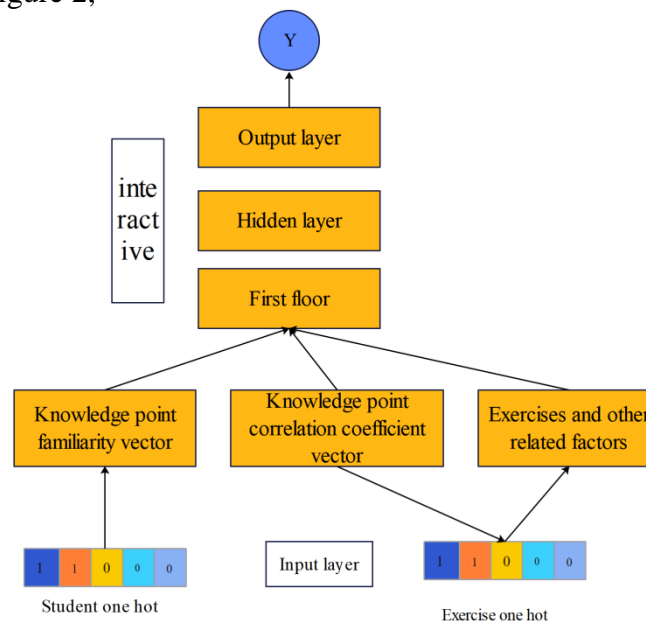 igure 2,
Y
Output layer
inte
ract
ive
Hidden layer
First floor
Knowledge point
familiarity vector
Knowledge point
correlation coefficient
vector
Exercises and other
related factors
1 1 0 0 0
Input layer
1 1 0 0 0
Student one hot
Exercise one hot